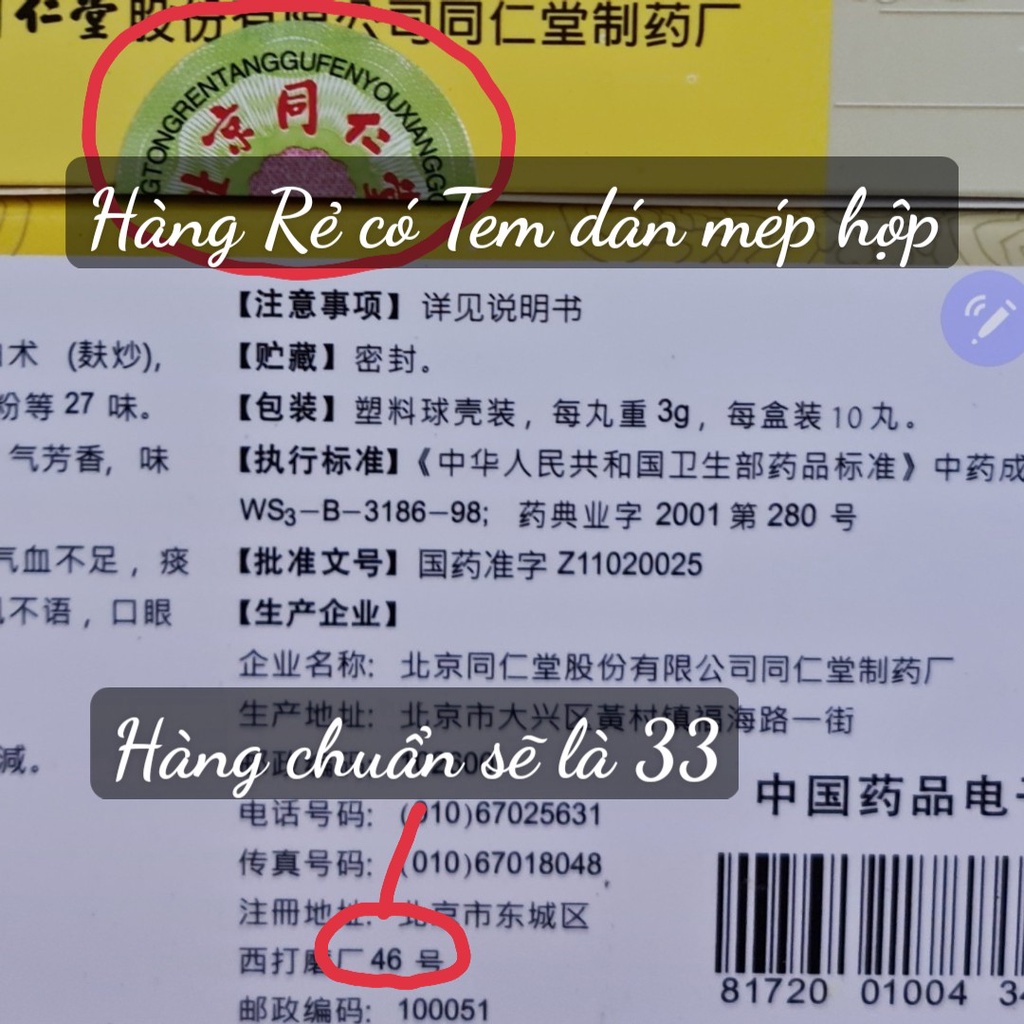 仁堂股份有限公司同仁堂制药厂
GTONGRENTANGGUFENYOUXIANGG
京同仁
Hàng Rẻ có Tem dán mép hộp
【注意事项】详见说明书
术 (麸炒),
【贮藏】密封。
粉等 27 味。
【包装】塑料球壳装，每丸重 3g，每盒装 10 丸。
气芳香, 味
【执行标准】《中华人民共和国卫生部药品标准》中药成
WS3-B-3186-98; 药典业字 2001 第 280 号
气血不足，痰
【批准文号】国药准字 Z11020025
不语，口眼
【生产企业】
企业名称: 北京同仁堂股份有限公司同仁堂制药厂
生产地址: 北京市大兴区黃村镇福海路一街
Hàng chuẩn sẽ là 33
减。
中国药品电子
电话号码: (010)67025631
传真号码: (010)67018048
注冊地址: 北京市东城区
西打磨厂 46 号
邮政编码: 100051
81720 01004 34